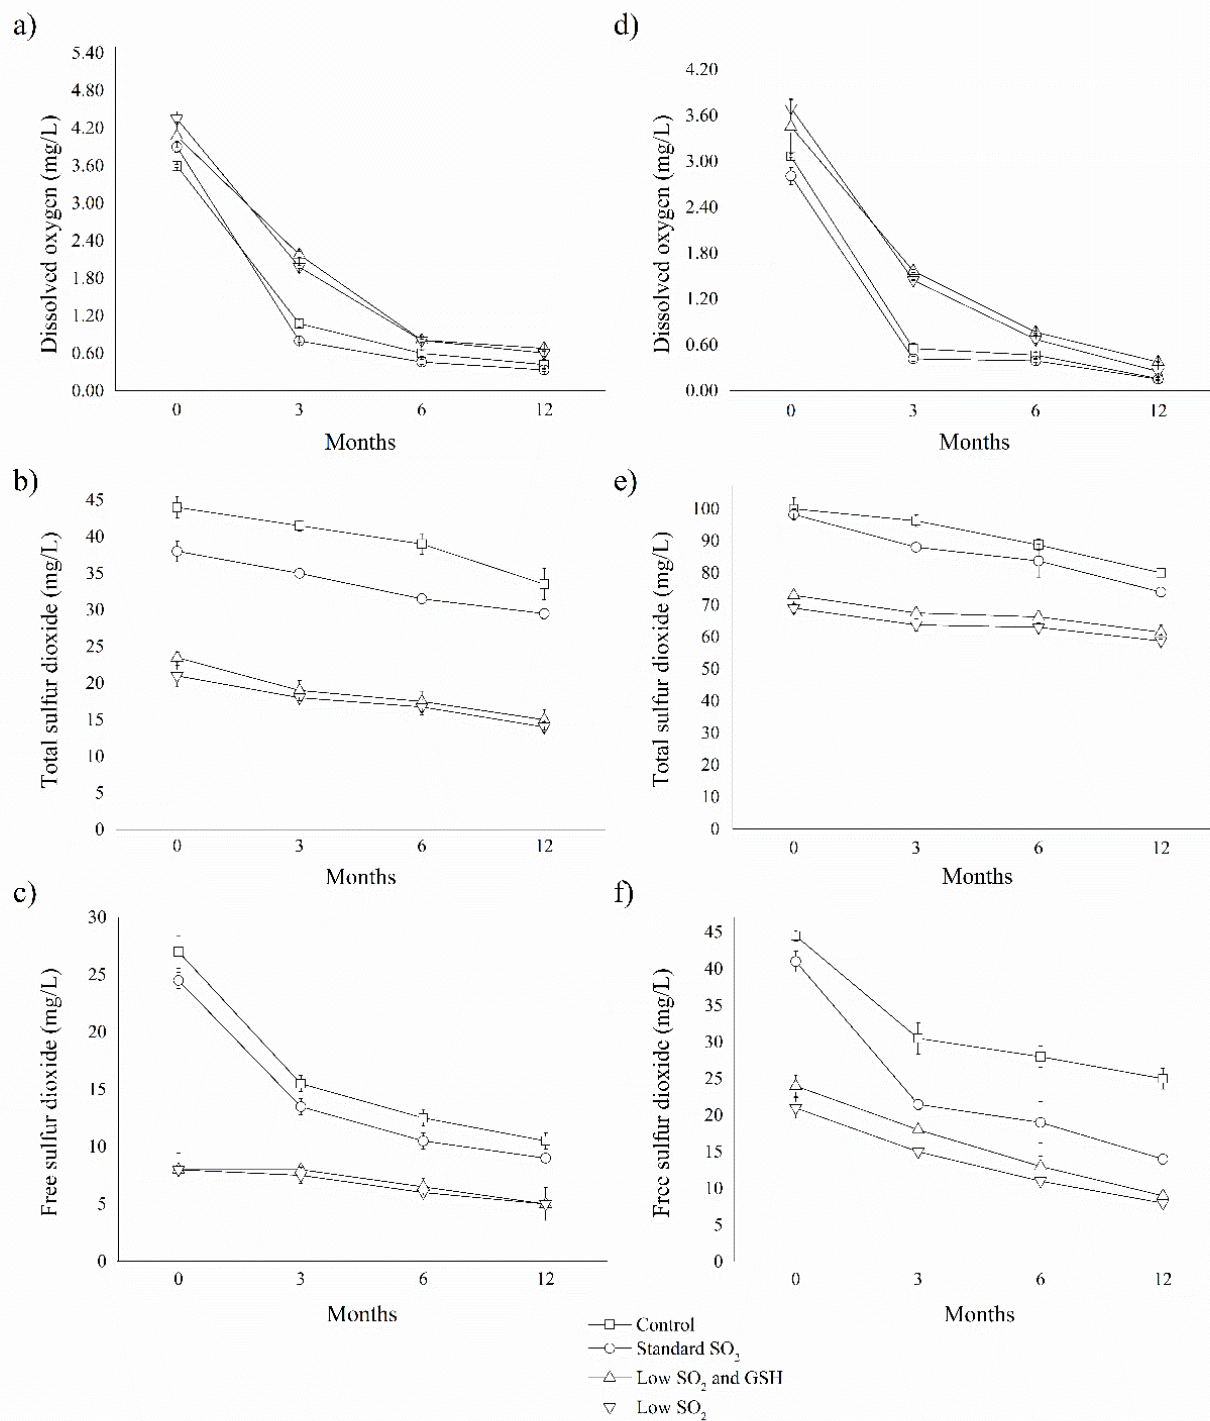 a)
5.40
4.80
4.20
3.60
3.00
2.40
1.80
1.20
0.60
0.00
Dissolved oxygen (mg/L)
0 3 6 12
Months
d)
4.20
3.60
3.00
2.40
1.80
1.20
0.60
0.00
Dissolved oxygen (mg/L)
0 3 6 12
Months
b)
45
40
35
30
25
20
15
10
5
0
Total sulfur dioxide (mg/L)
0 3 6 12
Months
e)
100
90
80
70
60
50
40
30
20
10
0
Total sulfur dioxide (mg/L)
0 3 6 12
Months
c)
30
25
20
15
10
5
0
Free sulfur dioxide (mg/L)
0 3 6 12
Months
f)
45
40
35
30
25
20
15
10
5
0
Free sulfur dioxide (mg/L)
0 3 6 12
Months
Control
Standard SO₂
Low SO₂ and GSH
Low SO₂